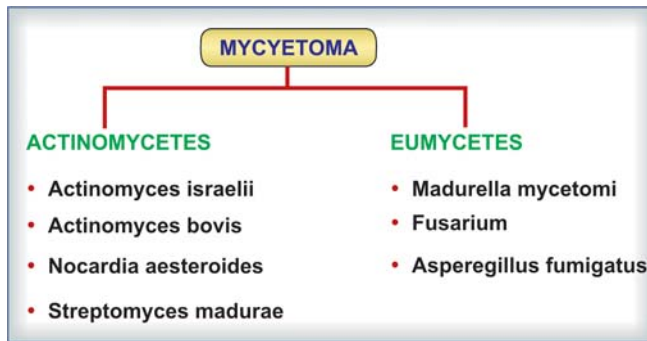 MYCYETOMA
ACTINOMYCETES
• Actinomyces israelii
• Actinomyces bovis
• Nocardia aesteroides
• Streptomyces madurae
EUMYCETES
• Madurella mycetomi
• Fusarium
• Asperegillus fumigatus